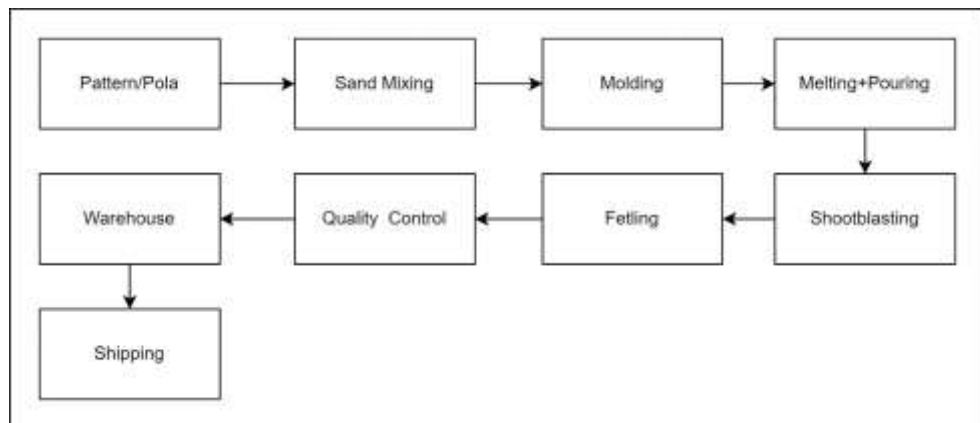 Pattern/Pola
Sand Mixing
Molding
Melting+Pouring
Shootblasting
Fetling
Quality Control
Warehouse
Shipping